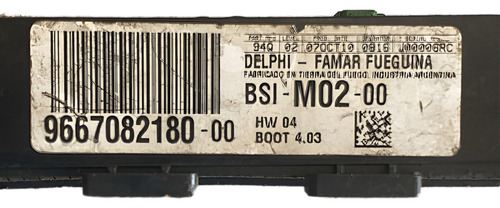 94Q 02 07OCT10 0816
DELPHI - FAMAR FUEGUINA
FABRICADO EN TIERRA DEL FUEGO, INDUSTRIA ARGENTINA
BSI-M02-00
9667082180-00
HW 04
BOOT 4.03